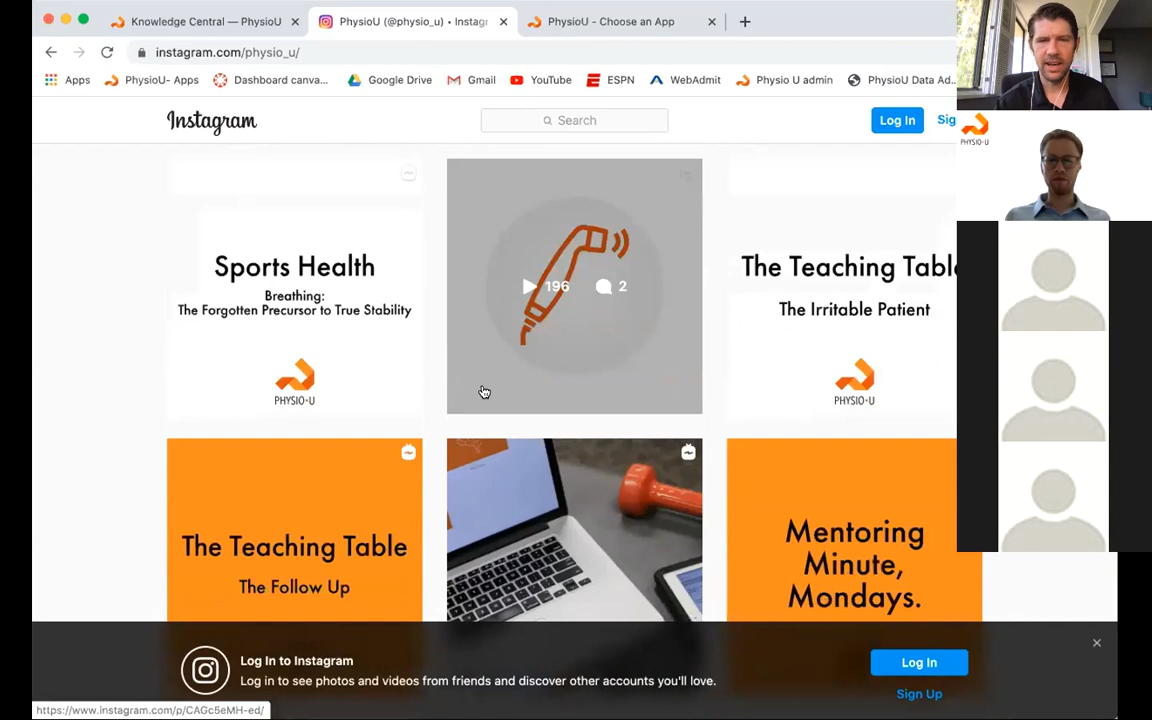 Knowledge Central — PhysioU
PhysioU (@physio_u) • Instagr
PhysioU - Choose an App
instagram.com/physio_u/
Apps
PhysioU- Apps
Dashboard canva...
Google Drive
Gmail
YouTube
ESPN
WebAdmit
Physio U admin
PhysioU Data Ad...
Instagram
Search
Log In
Sig
PHYSIO-U
Sports Health
Breathing:
The Forgotten Precursor to True Stability
PHYSIO-U
196
2
The Teaching Table
The Irritable Patient
PHYSIO-U
The Teaching Table
The Follow Up
Mentoring
Minute,
Mondays.
Log In to Instagram
Log in to see photos and videos from friends and discover other accounts you'll love.
Log In
Sign Up
https://www.instagram.com/p/CAGc5eMH-ed/